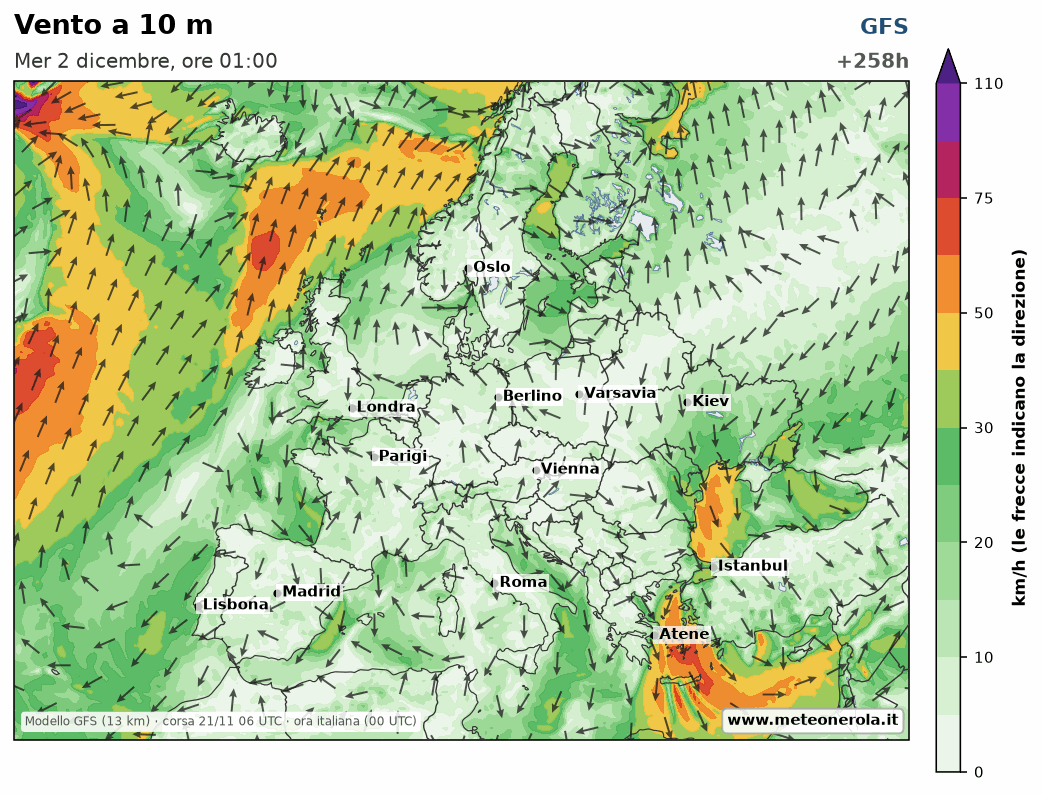 Vento a 10 m
GFS
Mer 2 dicembre, ore 01:00
+258h
110
75
50
30
20
10
0
km/h (le frecce indicano la direzione)
Oslo
Berlino
Varsavia
Kiev
Londra
Parigi
Vienna
Istanbul
Roma
Madrid
Lisbona
Atene
Modello GFS (13 km) · corsa 21/11 06 UTC · ora italiana (00 UTC)
www.meteonerola.it